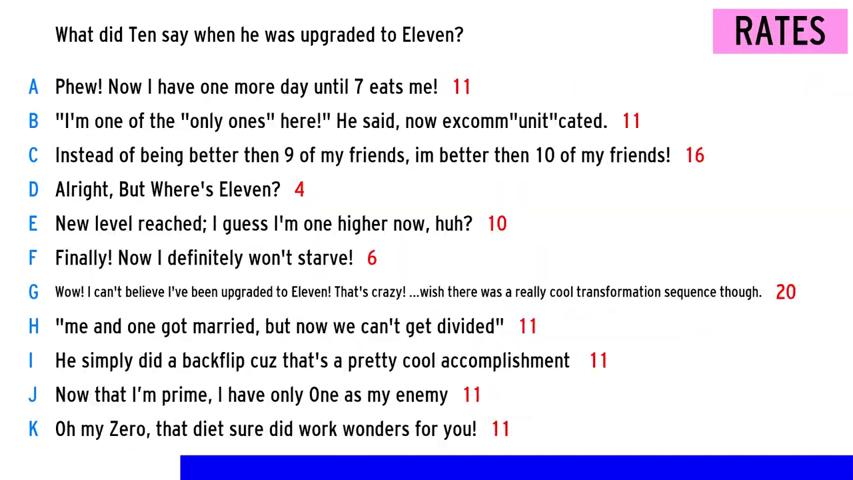 What did Ten say when he was upgraded to Eleven?
RATES
A Phew! Now I have one more day until 7 eats me! 11
B "I'm one of the "only ones" here!" He said, now excomm"unit"cated. 11
C Instead of being better then 9 of my friends, im better then 10 of my friends! 16
D Alright, But Where's Eleven? 4
E New level reached; I guess I'm one higher now, huh? 10
F Finally! Now I definitely won't starve! 6
G Wow! I can't believe I've been upgraded to Eleven! That's crazy! ...wish there was a really cool transformation sequence though. 20
H "me and one got married, but now we can't get divided" 11
I He simply did a backflip cuz that's a pretty cool accomplishment 11
J Now that I’m prime, I have only One as my enemy 11
K Oh my Zero, that diet sure did work wonders for you! 11